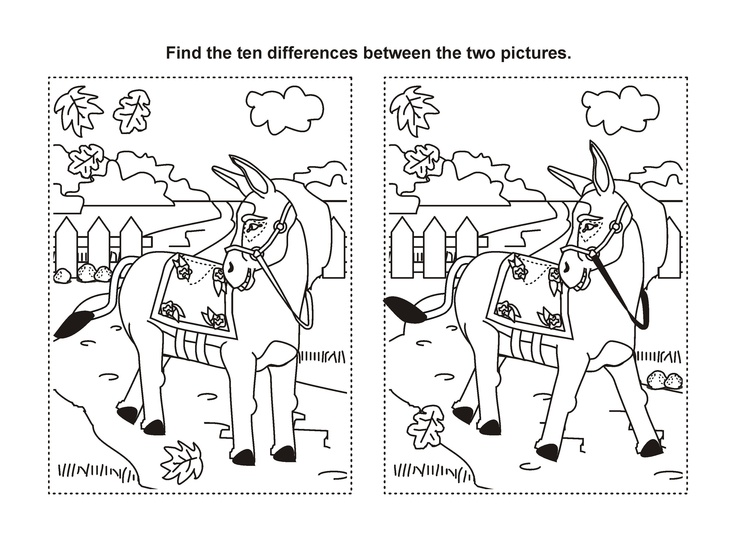 Find the ten differences between the two pictures.